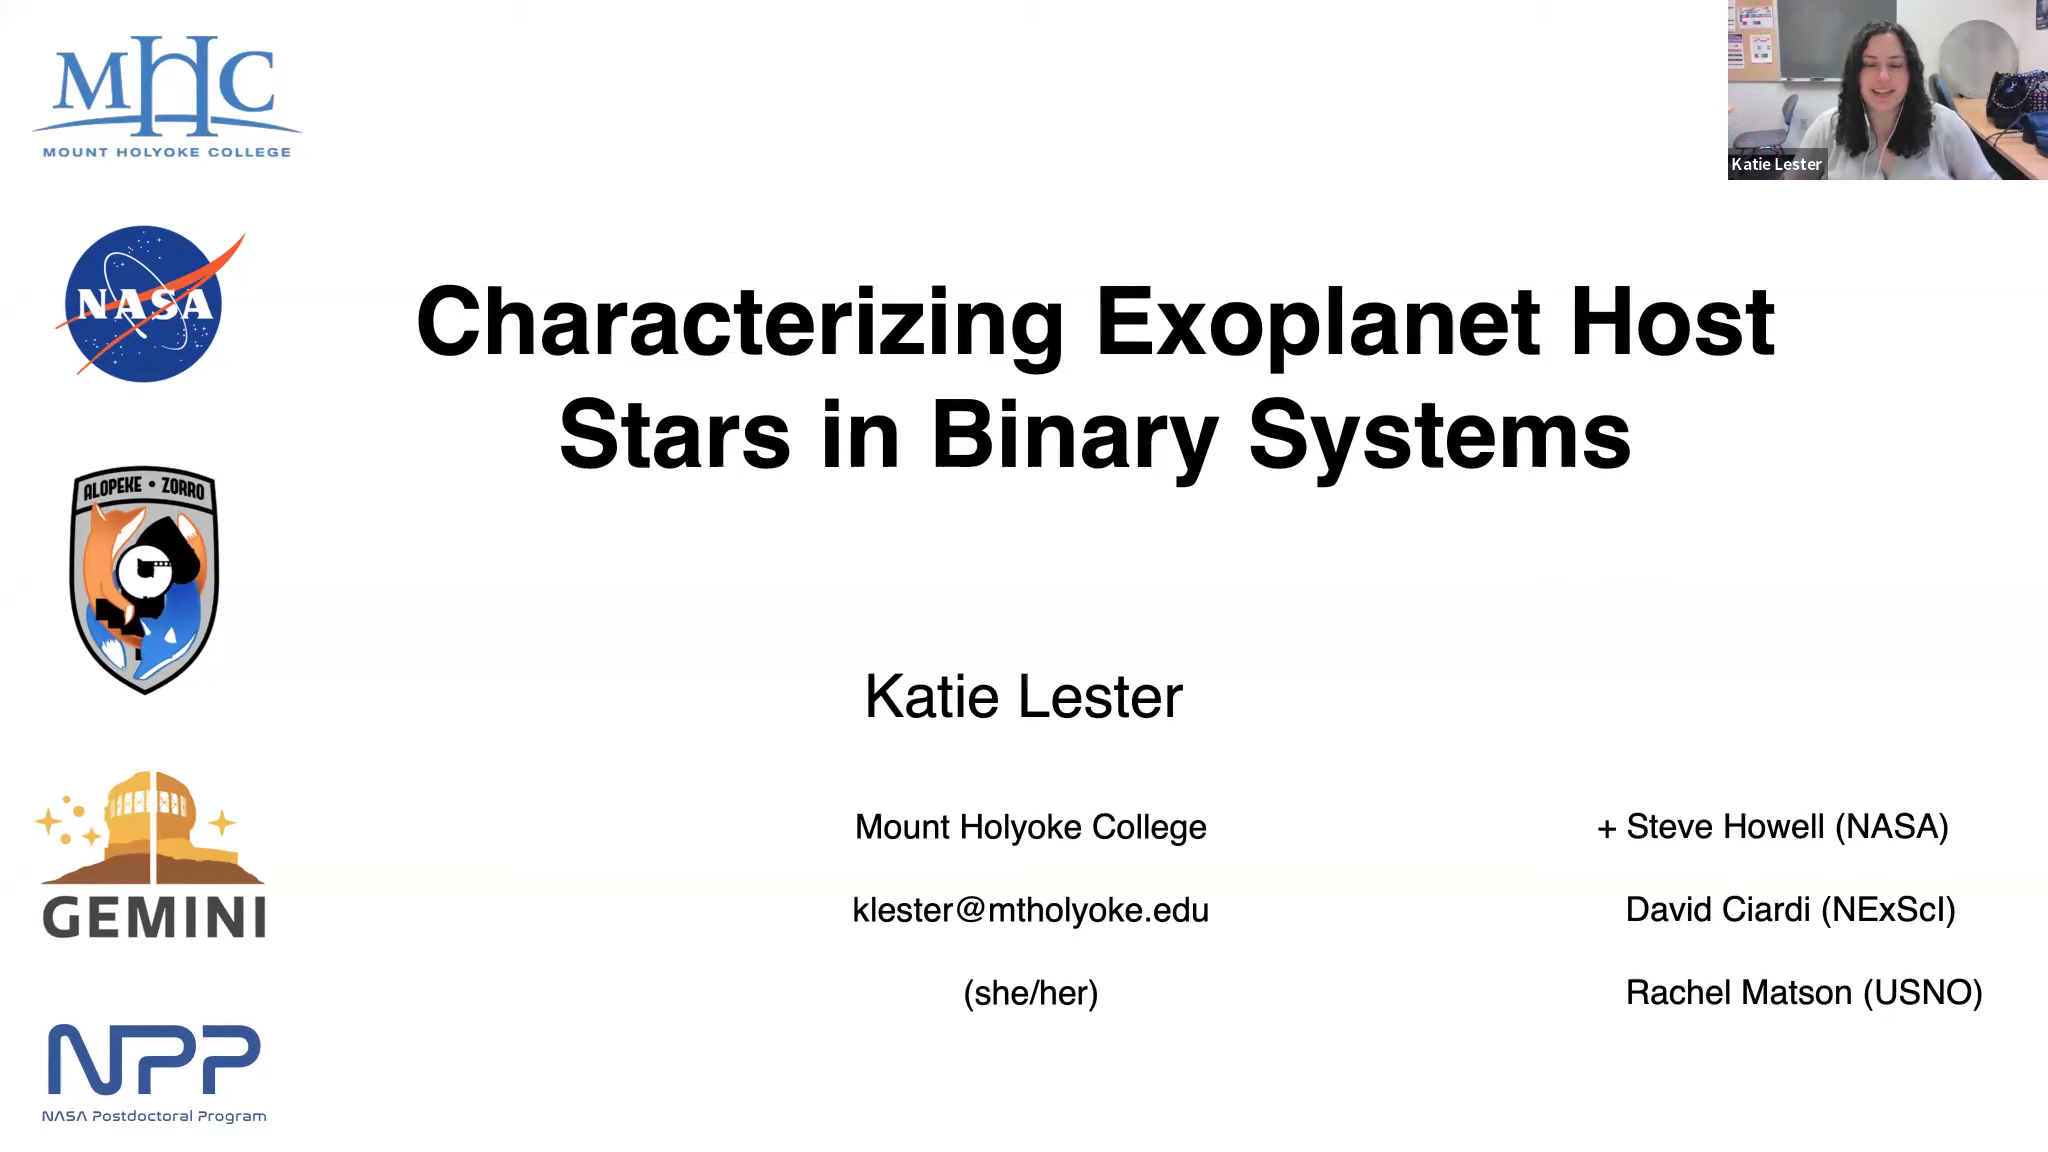 MHC
MOUNT HOLYOKE COLLEGE
Katie Lester
NASA
Characterizing Exoplanet Host
Stars in Binary Systems
ALOPEKE • ZORRO
Katie Lester
Mount Holyoke College
klester@mtholyoke.edu
(she/her)
+ Steve Howell (NASA)
David Ciardi (NExScI)
Rachel Matson (USNO)
GEMINI
NPP
NASA Postdoctoral Program